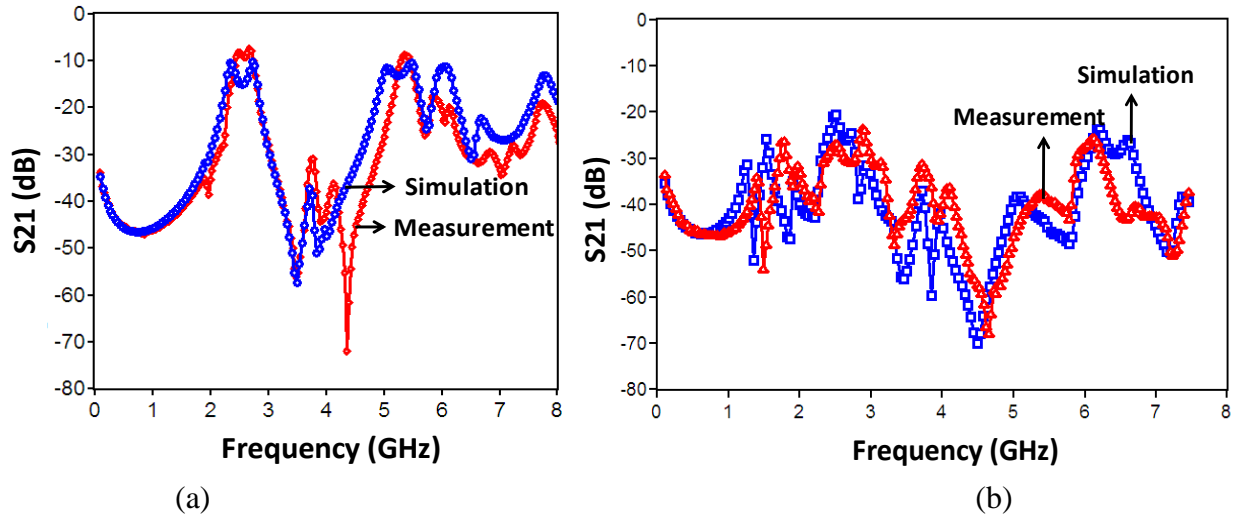 0
-10
-20
-30
-40
-50
-60
-70
-80
S21 (dB)
Simulation
Measurement
0 1 2 3 4 5 6 7 8
Frequency (GHz)
(a)
0
-10
-20
-30
-40
-50
-60
-70
-80
S21 (dB)
Simulation
Measurement
0 1 2 3 4 5 6 7 8
Frequency (GHz)
(b)